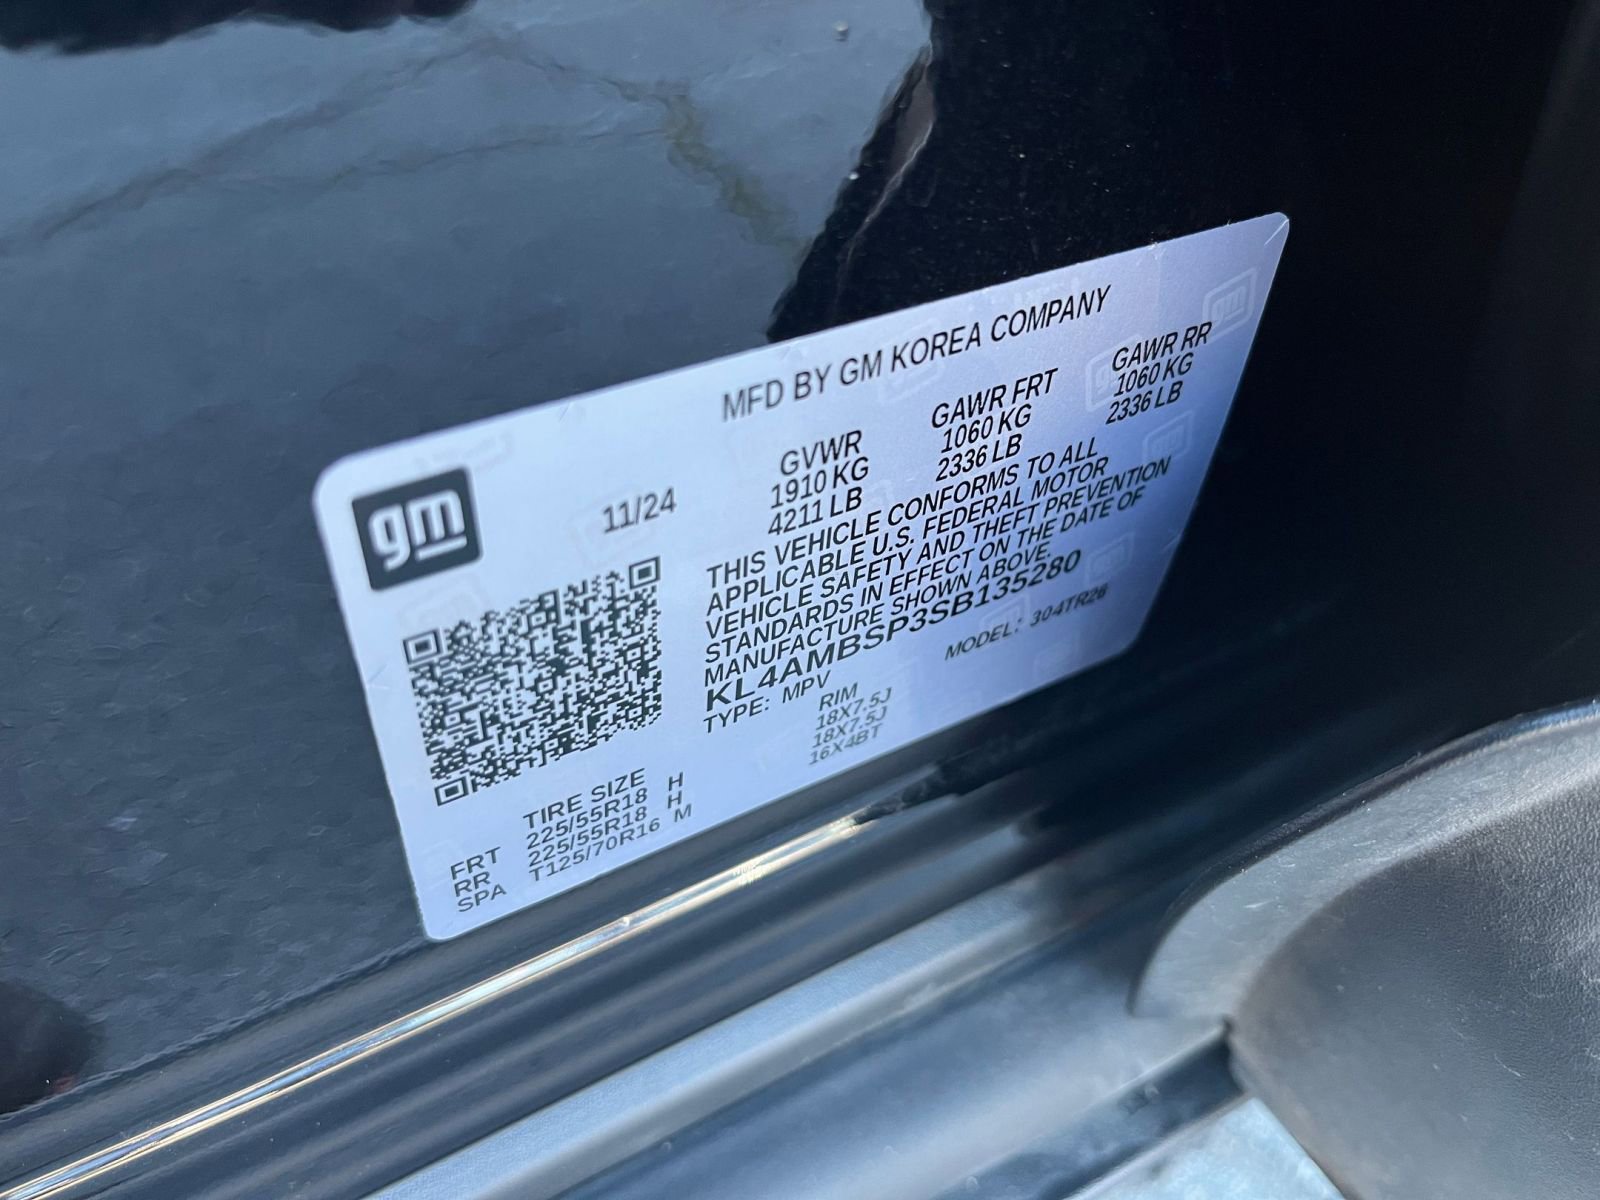 MFD BY GM KOREA COMPANY
gm
11/24
GVWR GAWR FRT GAWR RR
1910 KG 1060 KG 1060 KG
4211 LB 2336 LB 2336 LB
THIS VEHICLE CONFORMS TO ALL
APPLICABLE U.S. FEDERAL MOTOR
VEHICLE SAFETY AND THEFT PREVENTION
STANDARDS IN EFFECT ON THE DATE OF
MANUFACTURE SHOWN ABOVE.
KL4AMBSP3SB135280
TYPE: MPV MODEL: 304TR26
TIRE SIZE RIM
FRT 225/55R18 H 18X7.5J
RR 225/55R18 H 18X7.5J
SPA T125/70R16 M 16X4BT